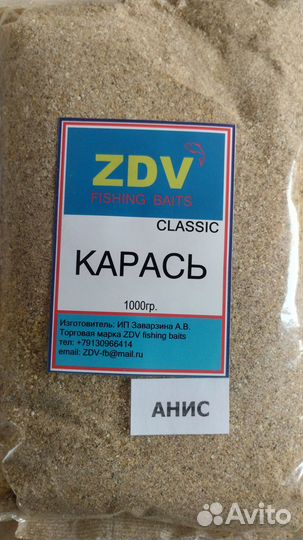 ZDV
FISHING BAITS
CLASSIC
КАРАСЬ
1000гр.
Изготовитель: ИП Заварзина А.В.
Торговая марка ZDV fishing baits
тел: +79130966414
email: ZDV-fb@mail.ru
АНИС
Avito